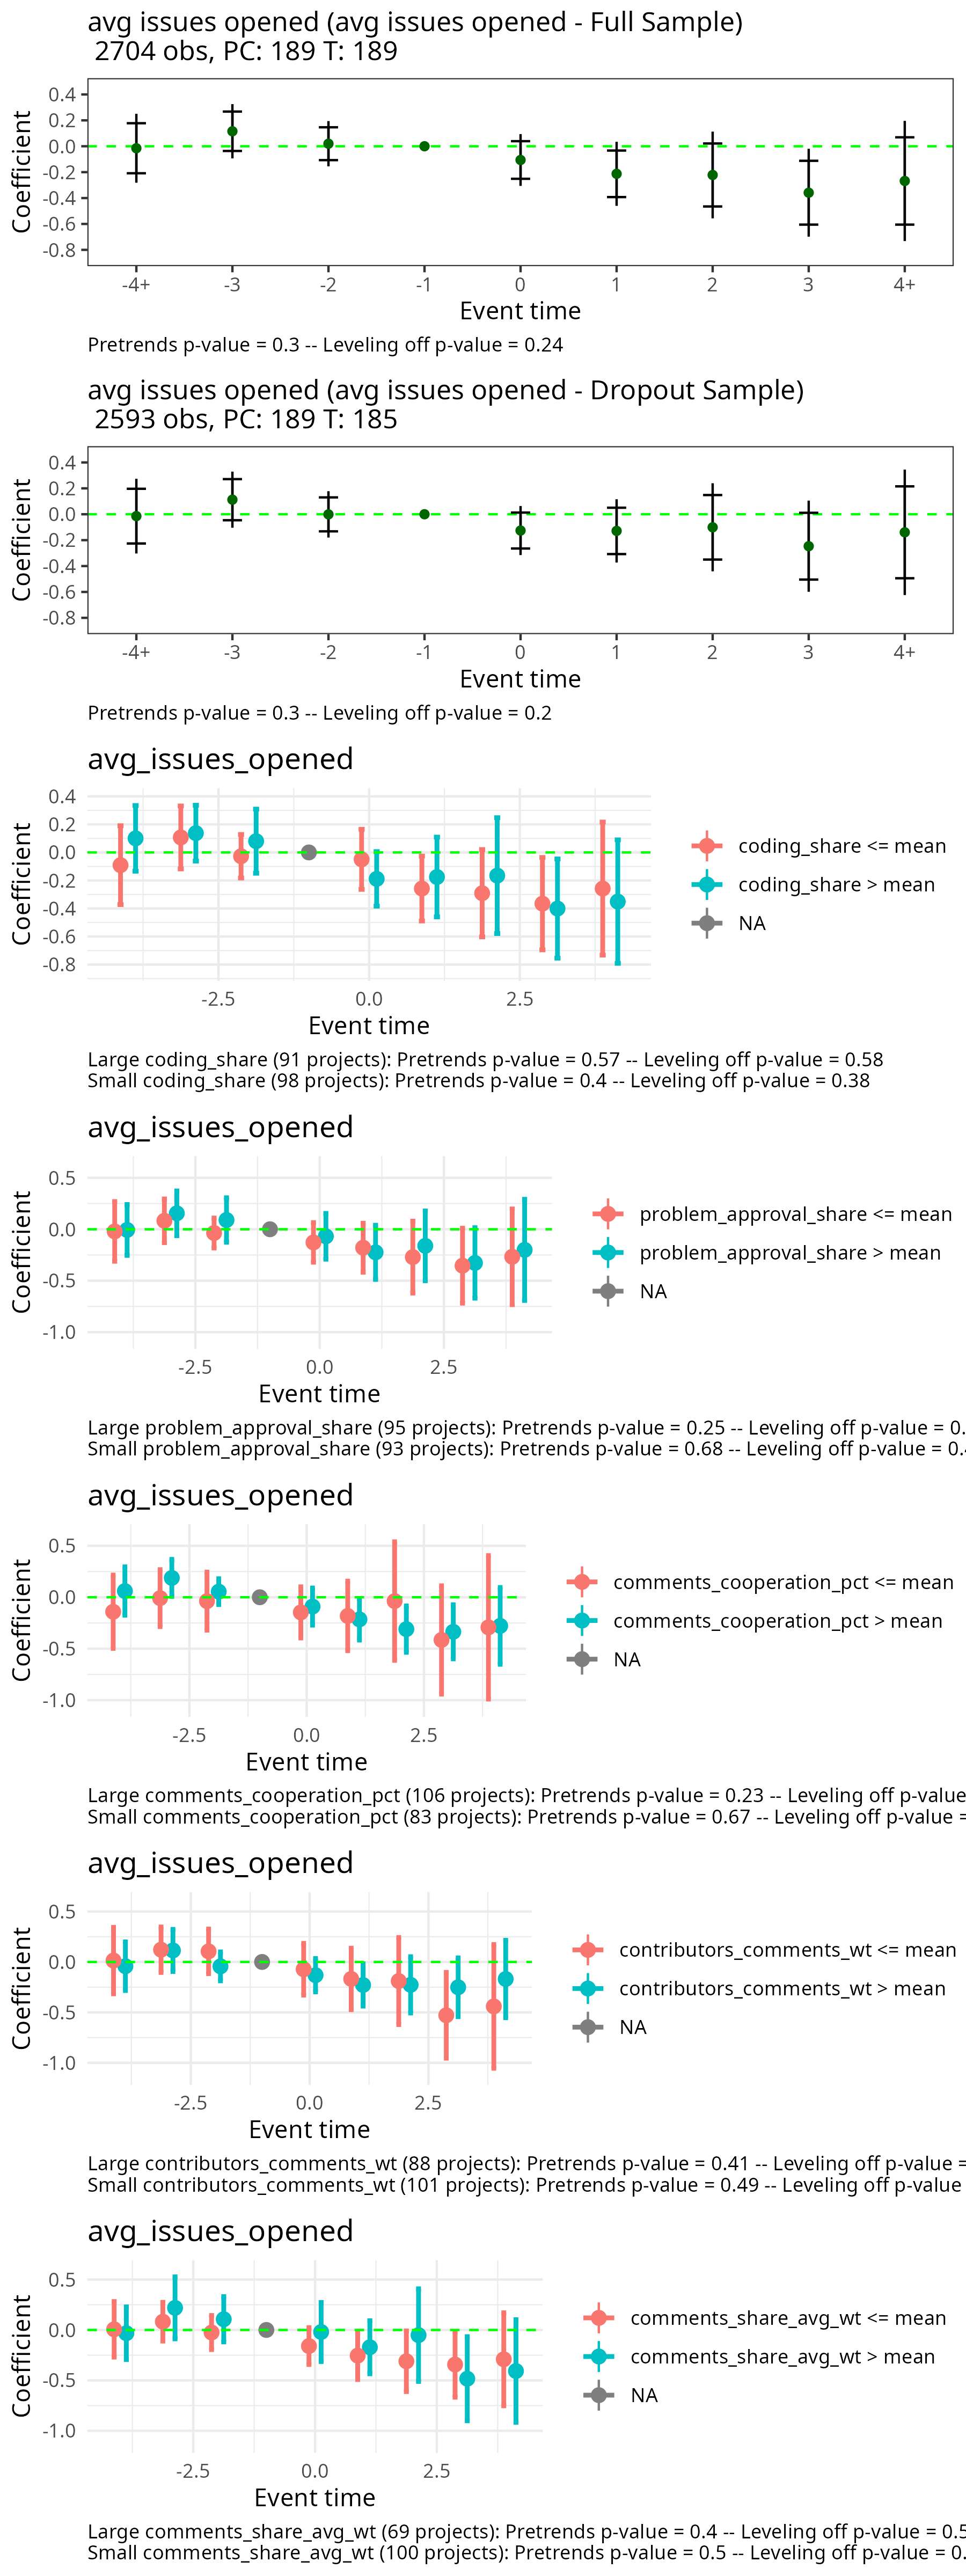 avg issues opened (avg issues opened - Full Sample)
2704 obs, PC: 189 T: 189
0.4
0.2
0.0
-0.2
-0.4
-0.6
-0.8
Coefficient
-4+ -3 -2 -1 0 1 2 3 4+
Event time
Pretrends p-value = 0.3 -- Leveling off p-value = 0.24
avg issues opened (avg issues opened - Dropout Sample)
2593 obs, PC: 189 T: 185
0.4
0.2
0.0
-0.2
-0.4
-0.6
-0.8
Coefficient
-4+ -3 -2 -1 0 1 2 3 4+
Event time
Pretrends p-value = 0.3 -- Leveling off p-value = 0.2
avg_issues_opened
0.4
0.2
0.0
-0.2
-0.4
-0.6
-0.8
Coefficient
-2.5 0.0 2.5
Event time
coding_share <= mean
coding_share > mean
NA
Large coding_share (91 projects): Pretrends p-value = 0.57 -- Leveling off p-value = 0.58
Small coding_share (98 projects): Pretrends p-value = 0.4 -- Leveling off p-value = 0.38
avg_issues_opened
0.5
0.0
-0.5
-1.0
Coefficient
-2.5 0.0 2.5
Event time
problem_approval_share <= mean
problem_approval_share > mean
NA
Large problem_approval_share (95 projects): Pretrends p-value = 0.25 -- Leveling off p-value = 0.
Small problem_approval_share (93 projects): Pretrends p-value = 0.68 -- Leveling off p-value = 0.4
avg_issues_opened
0.5
0.0
-0.5
-1.0
Coefficient
-2.5 0.0 2.5
Event time
comments_cooperation_pct <= mean
comments_cooperation_pct > mean
NA
Large comments_cooperation_pct (106 projects): Pretrends p-value = 0.23 -- Leveling off p-value
Small comments_cooperation_pct (83 projects): Pretrends p-value = 0.67 -- Leveling off p-value =
avg_issues_opened
0.5
0.0
-0.5
-1.0
Coefficient
-2.5 0.0 2.5
Event time
contributors_comments_wt <= mean
contributors_comments_wt > mean
NA
Large contributors_comments_wt (88 projects): Pretrends p-value = 0.41 -- Leveling off p-value =
Small contributors_comments_wt (101 projects): Pretrends p-value = 0.49 -- Leveling off p-value
avg_issues_opened
0.5
0.0
-0.5
-1.0
Coefficient
-2.5 0.0 2.5
Event time
comments_share_avg_wt <= mean
comments_share_avg_wt > mean
NA
Large comments_share_avg_wt (69 projects): Pretrends p-value = 0.4 -- Leveling off p-value = 0.5
Small comments_share_avg_wt (100 projects): Pretrends p-value = 0.5 -- Leveling off p-value = 0.